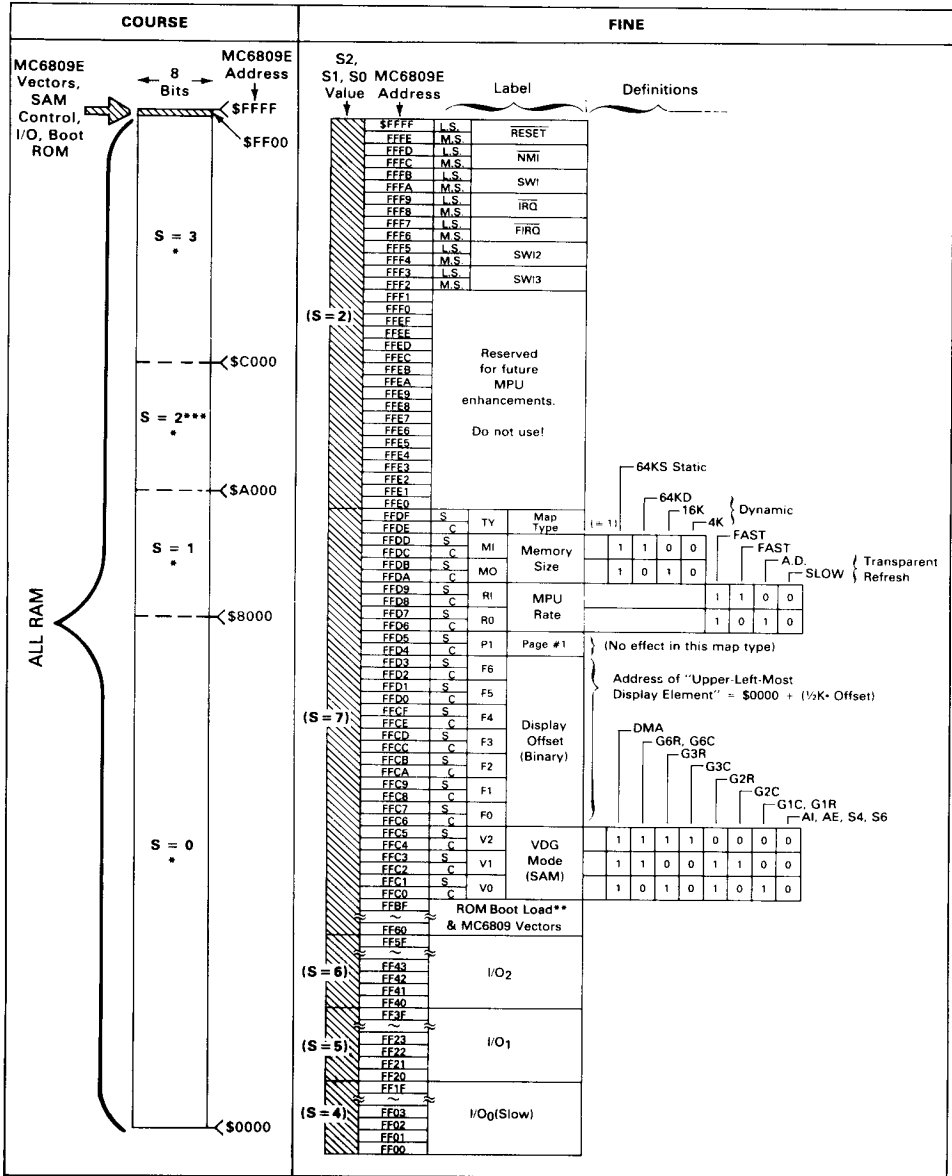 COURSE
FINE
MC6809E
Vectors,
SAM
Control,
I/O, Boot
ROM
8
Bits
MC6809E
Address
$FFFF
$FF00
S = 3
*
$C000
S = 2***
*
$A000
S = 1
*
$8000
ALL RAM
S = 0
*
$0000
S2,
S1, S0
Value
MC6809E
Address
Label
Definitions
$FFFF L.S. RESET
FFFE M.S.
FFFD L.S. NMI
FFFC M.S.
FFFB L.S. SWI
FFFA M.S.
FFF9 L.S. IRQ
FFF8 M.S.
FFF7 L.S. FIRQ
FFF6 M.S.
FFF5 L.S. SWI2
FFF4 M.S.
FFF3 L.S. SWI3
FFF2 M.S.
(S=2)
FFF1
FFF0
FFEF
FFEE
FFED
FFEC
FFEB
FFEA
FFE9
FFE8
FFE7
FFE6
FFE5
FFE4
FFE3
FFE2
FFE1
FFE0
Reserved
for future
MPU
enhancements.
Do not use!
64KS Static
64KD
16K
4K
Dynamic
(= 1)
FFDF S TY Map
FFDE C Type
FFDD S MI Memory 1 1 0 0
FFDC C Size
FFDB S MO 1 0 1 0
FFDA C
FAST
FAST
A.D.
SLOW
Transparent
Refresh
FFD9 S RI MPU 1 1 0 0
FFD8 C Rate
FFD7 S R0 1 0 1 0
FFD6 C
FFD5 S P1 Page #1 (No effect in this map type)
FFD4 C
(S=7)
FFD3 S F6
FFD2 C
FFD1 S F5
FFD0 C
FFCF S F4
FFCE C
FFCD S F3
FFCC C
FFCB S F2
FFCA C
FFC9 S F1
FFC8 C
FFC7 S F0
FFC6 C
Display
Offset
(Binary)
Address of "Upper-Left-Most
Display Element" = $0000 + (½K• Offset)
DMA
G6R, G6C
G3R
G3C
G2R
G2C
G1C, G1R
AI, AE, S4, S6
FFC5 S V2 VDG 1 1 1 1 0 0 0 0
FFC4 C Mode
FFC3 S V1 (SAM) 1 1 0 0 1 1 0 0
FFC2 C
FFC1 S V0 1 0 1 0 1 0 1 0
FFC0 C
FFBF ROM Boot Load**
~ & MC6809 Vectors
FF60
(S=6)
FF5F
~
FF43
FF42
FF41
FF40
I/O2
(S=5)
FF3F
~
FF23
FF22
FF21
FF20
I/O1
(S=4)
FF1F
~
FF03
FF02
FF01
FF00
I/O0(Slow)